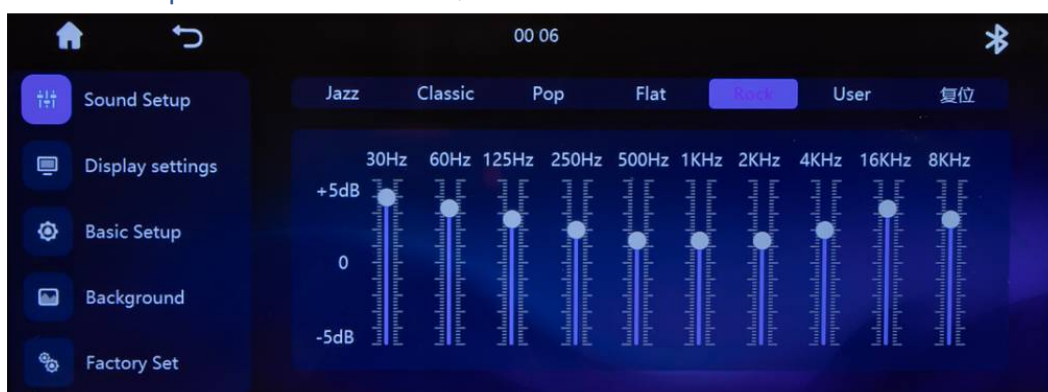 00 06
Sound Setup
Jazz Classic Pop Flat Rock User 复位
Display settings
30Hz 60Hz 125Hz 250Hz 500Hz 1KHz 2KHz 4KHz 16KHz 8KHz
+5dB
Basic Setup
0
Background
-5dB
Factory Set